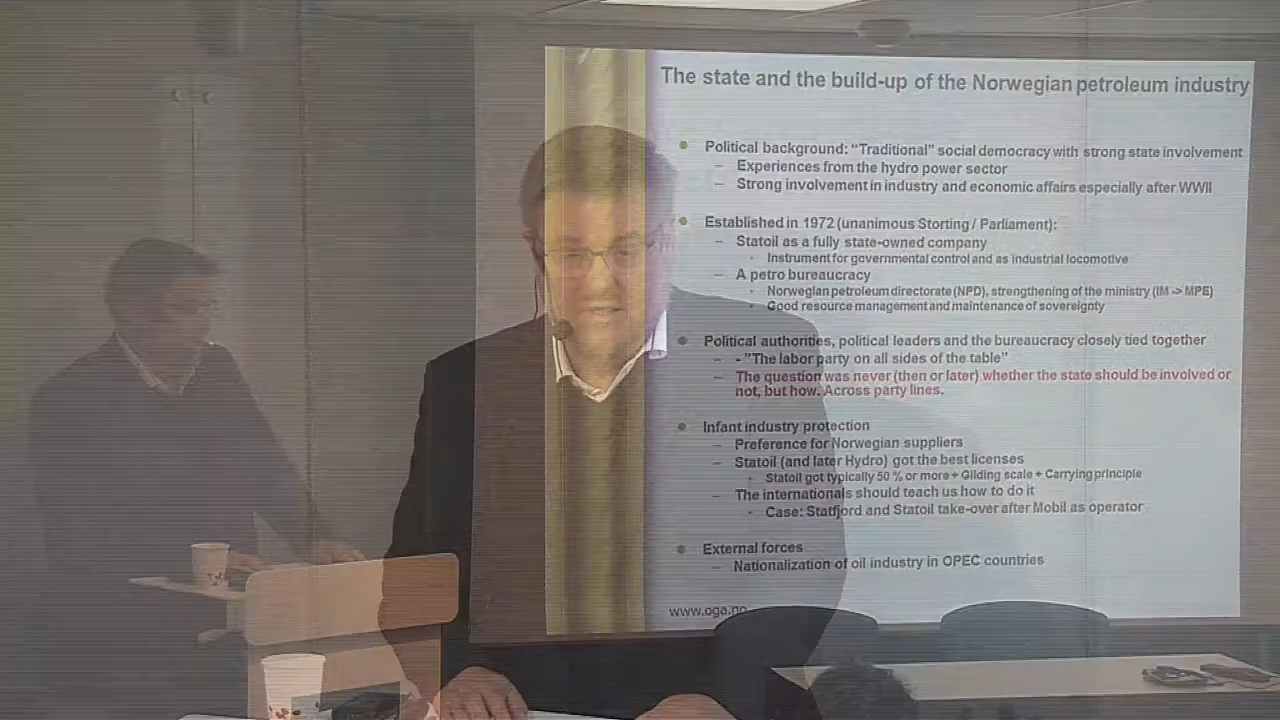 The state and the build-up of the Norwegian petroleum industry
Political background: "Traditional" social democracy with strong state involvement
– Experiences from the hydro power sector
– Strong involvement in industry and economic affairs especially after WWII
Established in 1972 (unanimous Storting / Parliament):
– Statoil as a fully state-owned company
Instrument for governmental control and as industrial locomotive
– A petro bureaucracy
Norwegian petroleum directorate (NPD), strengthening of the ministry (IM -> MPE)
Good resource management and maintenance of sovereignty
Political authorities, political leaders and the bureaucracy closely tied together
– - "The labor party on all sides of the table"
– The question was never (then or later) whether the state should be involved or
not, but how. Across party lines.
Infant industry protection
– Preference for Norwegian suppliers
– Statoil (and later Hydro) got the best licenses
Statoil got typically 50 % or more + Gilding scale + Carrying principle
– The internationals should teach us how to do it
Case: Statfjord and Statoil take-over after Mobil as operator
External forces
– Nationalization of oil industry in OPEC countries
www.oga.no